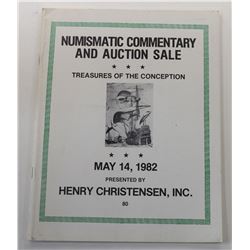 NUMISMATIC COMMENTARY
AND AUCTION SALE
TREASURES OF THE CONCEPTION
MAY 14, 1982
PRESENTED BY
HENRY CHRISTENSEN, INC.
80